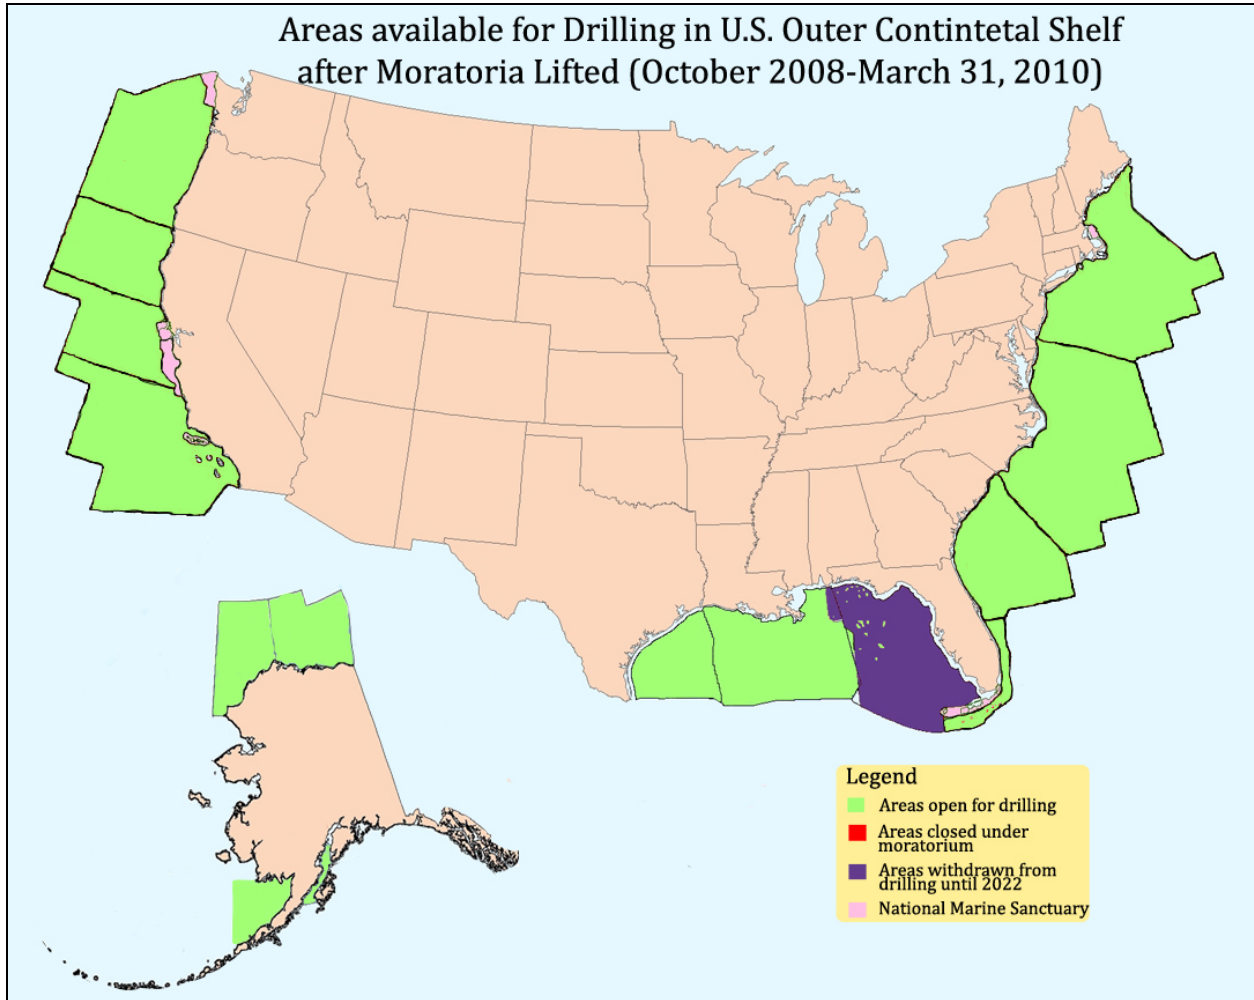 Areas available for Drilling in U.S. Outer Contintetal Shelf
after Moratoria Lifted (October 2008-March 31, 2010)
Legend
Areas open for drilling
Areas closed under
moratorium
Areas withdrawn from
drilling until 2022
National Marine Sanctuary